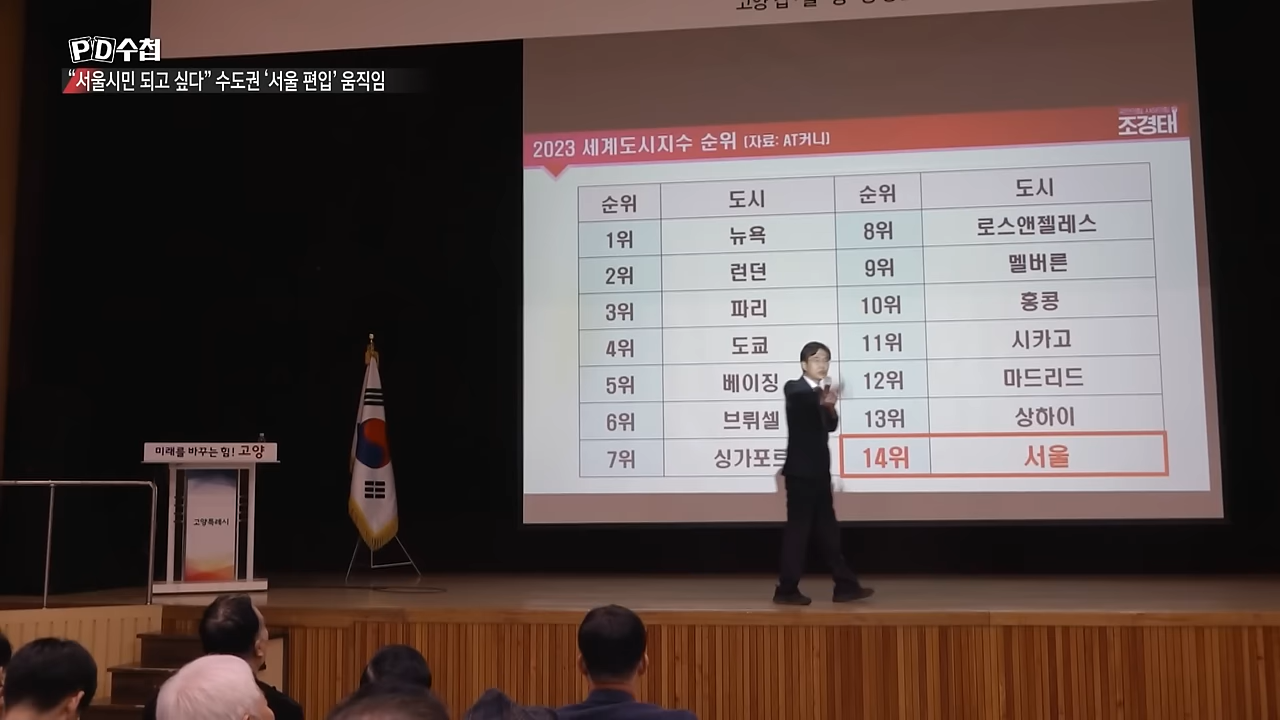 PD수첩
“서울시민 되고 싶다” 수도권 ‘서울 편입’ 움직임
조경태
2023 세계도시지수 순위 (자료: AT커니)
순위 도시 순위 도시
1위 뉴욕 8위 로스앤젤레스
2위 런던 9위 멜버른
3위 파리 10위 홍콩
4위 도쿄 11위 시카고
5위 베이징 12위 마드리드
6위 브뤼셀 13위 상하이
7위 싱가포르 14위 서울
미래를 바꾸는 힘! 고양
고양특례시